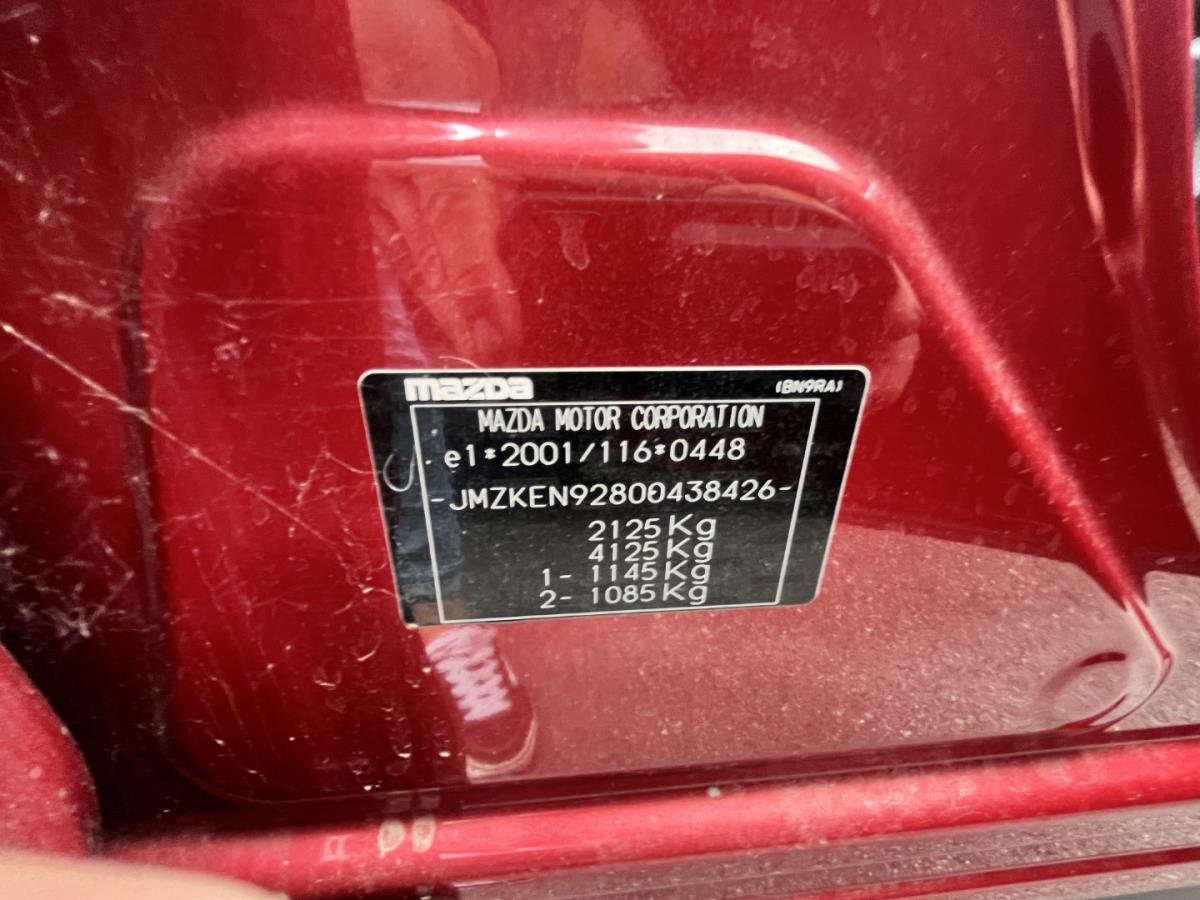 mazda (BN9RA)
MAZDA MOTOR CORPORATION
e1*2001/116*0448
-JMZKEN92800438426-
2125Kg
4125Kg
1- 1145Kg
2- 1085Kg